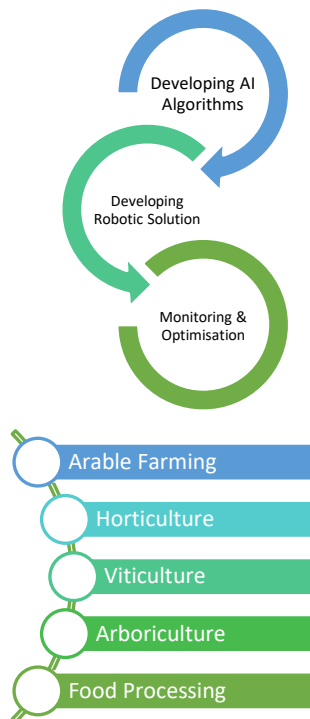 Developing AI
Algorithms
Developing
Robotic Solution
Monitoring &
Optimisation
Arable Farming
Horticulture
Viticulture
Arboriculture
Food Processing